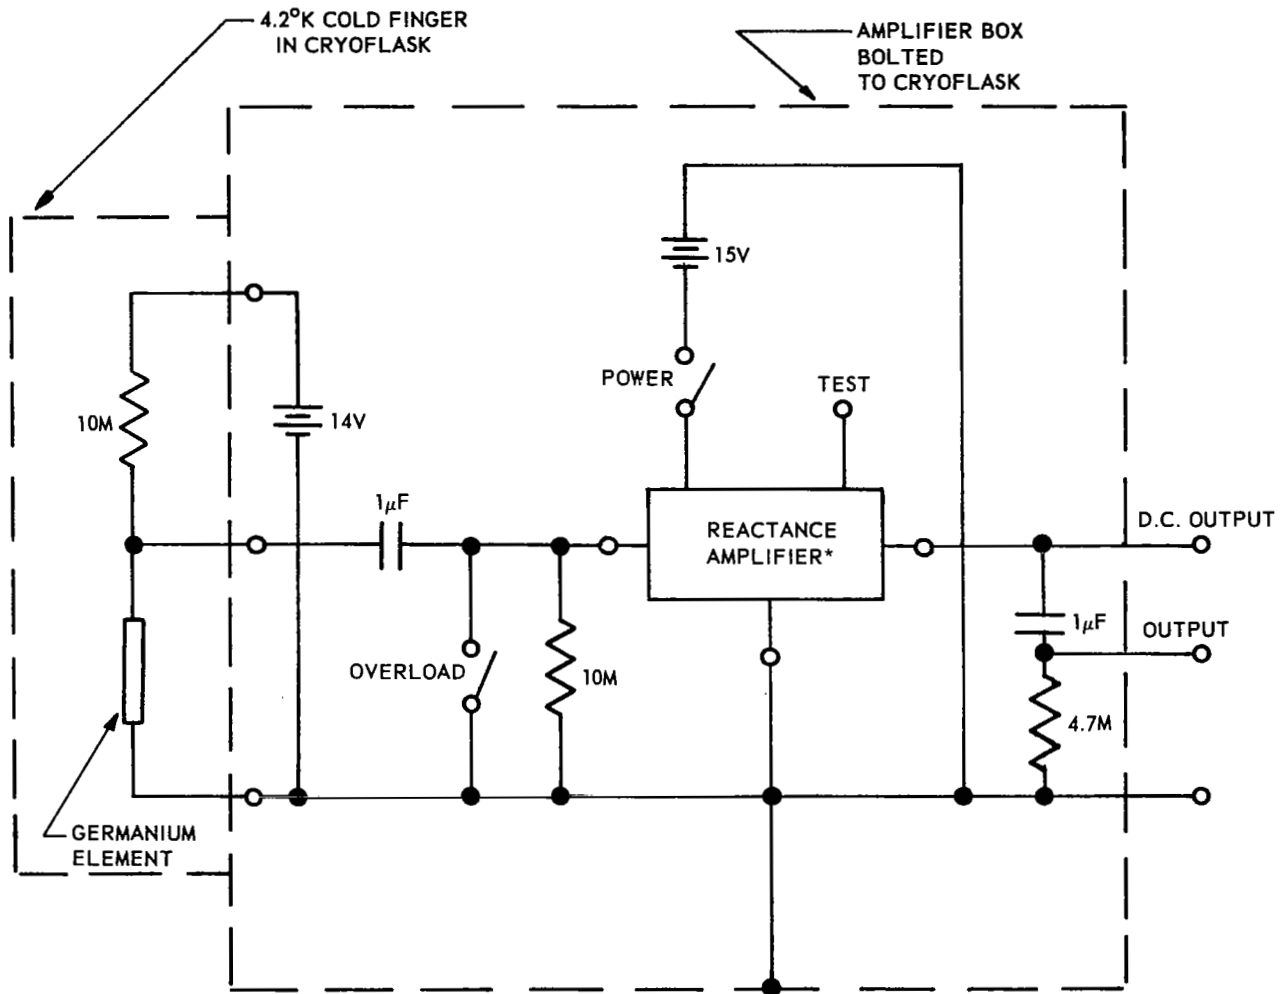 4.2°K COLD FINGER
IN CRYOFLASK
AMPLIFIER BOX
BOLTED
TO CRYOFLASK
15V
POWER
TEST
10M
14V
1μF
REACTANCE
AMPLIFIER*
D.C. OUTPUT
1μF
OUTPUT
OVERLOAD
10M
4.7M
GERMANIUM
ELEMENT